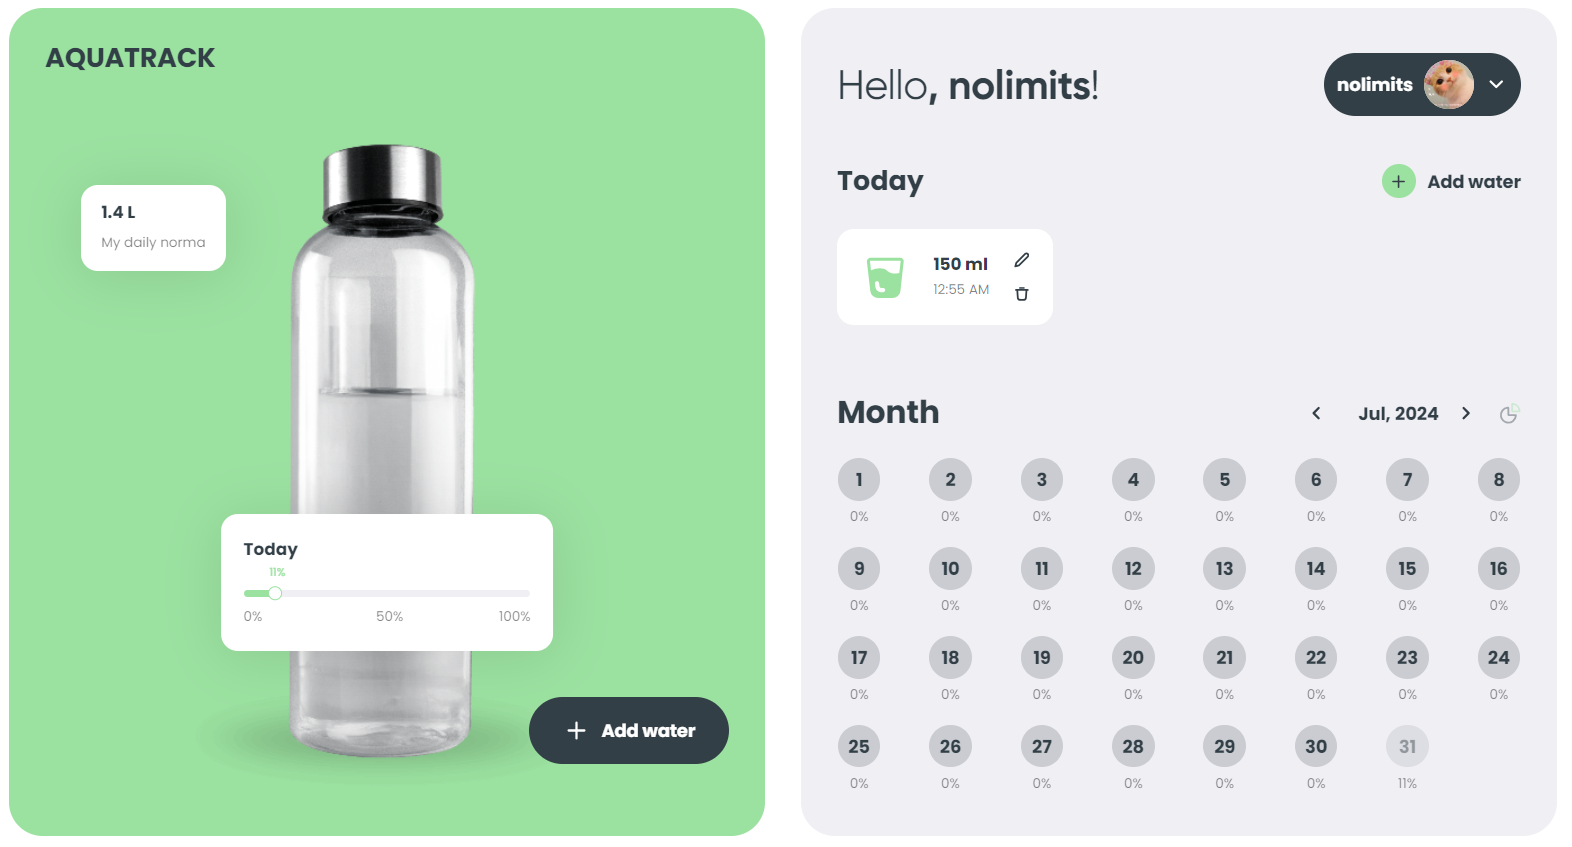 AQUATRACK
1.4 L
My daily norma
Today
11%
0% 50% 100%
Add water
Hello, nolimits!
nolimits
Today
Add water
150 ml
12:55 AM
Month
Jul, 2024
1 2 3 4 5 6 7 8
0% 0% 0% 0% 0% 0% 0% 0%
9 10 11 12 13 14 15 16
0% 0% 0% 0% 0% 0% 0% 0%
17 18 19 20 21 22 23 24
0% 0% 0% 0% 0% 0% 0% 0%
25 26 27 28 29 30 31
0% 0% 0% 0% 0% 0% 11%